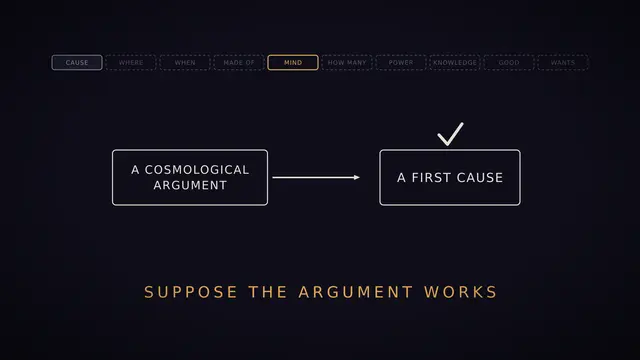 CAUSE WHERE WHEN MADE OF MIND HOW MANY POWER KNOWLEDGE GOOD WANTS
A COSMOLOGICAL
ARGUMENT
A FIRST CAUSE
SUPPOSE THE ARGUMENT WORKS